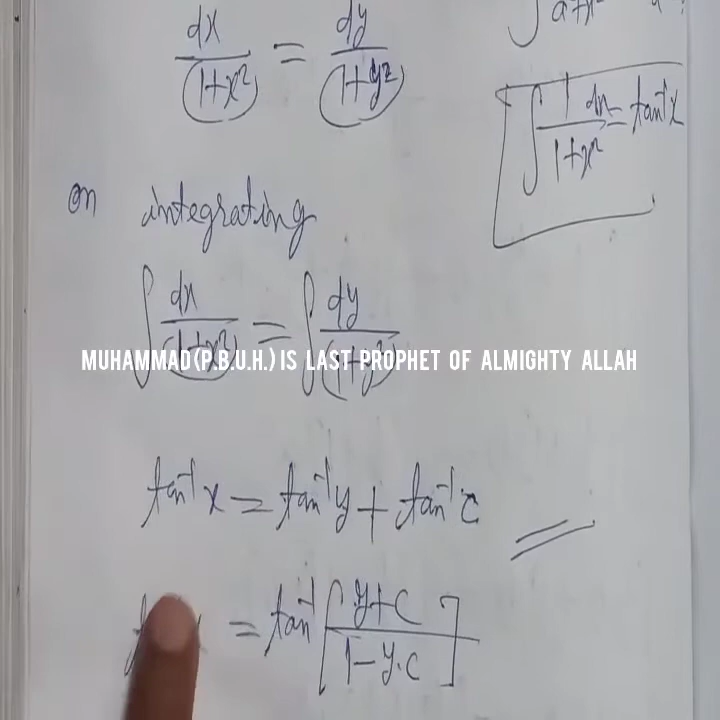 dx/(1+x²) = dy/(1+y²)
∫ 1/(1+x²) dx = tan⁻¹x
on integrating
∫ dx/(1+x²) = ∫ dy/(1+y²)
MUHAMMAD(P.B.U.H.) IS LAST PROPHET OF ALMIGHTY ALLAH
tan⁻¹x = tan⁻¹y + tan⁻¹c
= tan⁻¹[(y+c)/(1-y.c)]